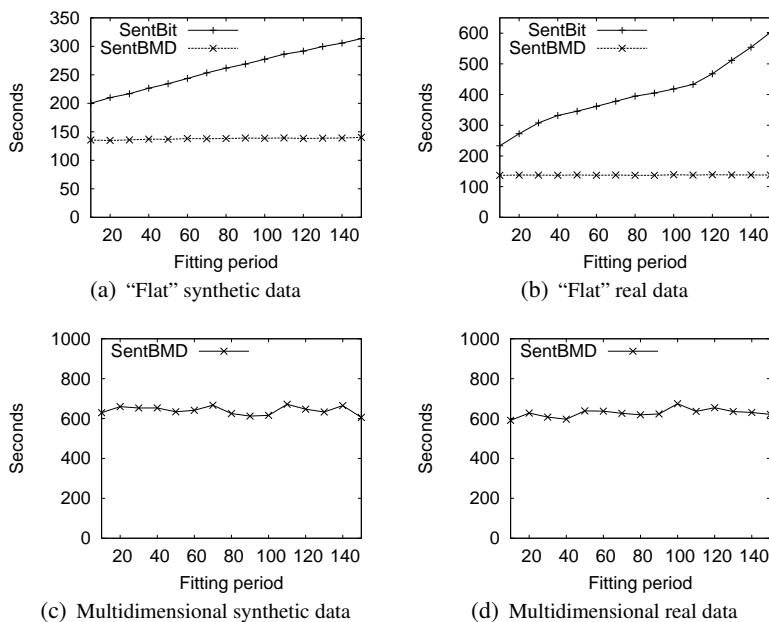 350
300
250
200
150
100
50
0
Seconds
SentBit
SentBMD
20 40 60 80 100 120 140
Fitting period
(a) “Flat” synthetic data
600
500
400
300
200
100
0
Seconds
SentBit
SentBMD
20 40 60 80 100 120 140
Fitting period
(b) “Flat” real data
1000
800
600
400
200
0
Seconds
SentBMD
20 40 60 80 100 120 140
Fitting period
(c) Multidimensional synthetic data
1000
800
600
400
200
0
Seconds
SentBMD
20 40 60 80 100 120 140
Fitting period
(d) Multidimensional real data